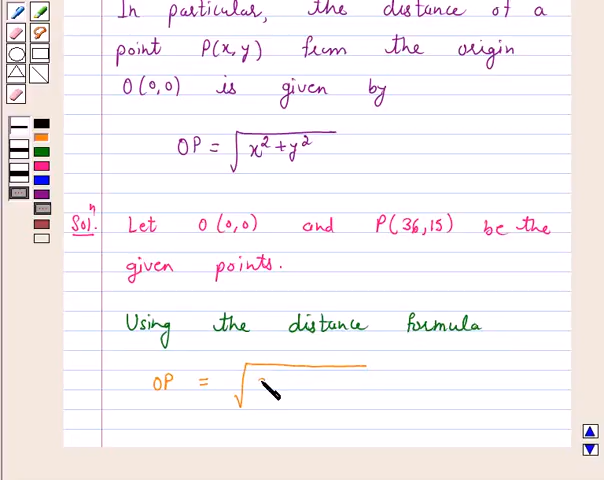 In particular, the distance of a
point P(x,y) from the origin
O(0,0) is given by
OP = √x²+y²
Solⁿ. Let O(0,0) and P(36,15) be the
given points.
Using the distance formula
OP = √